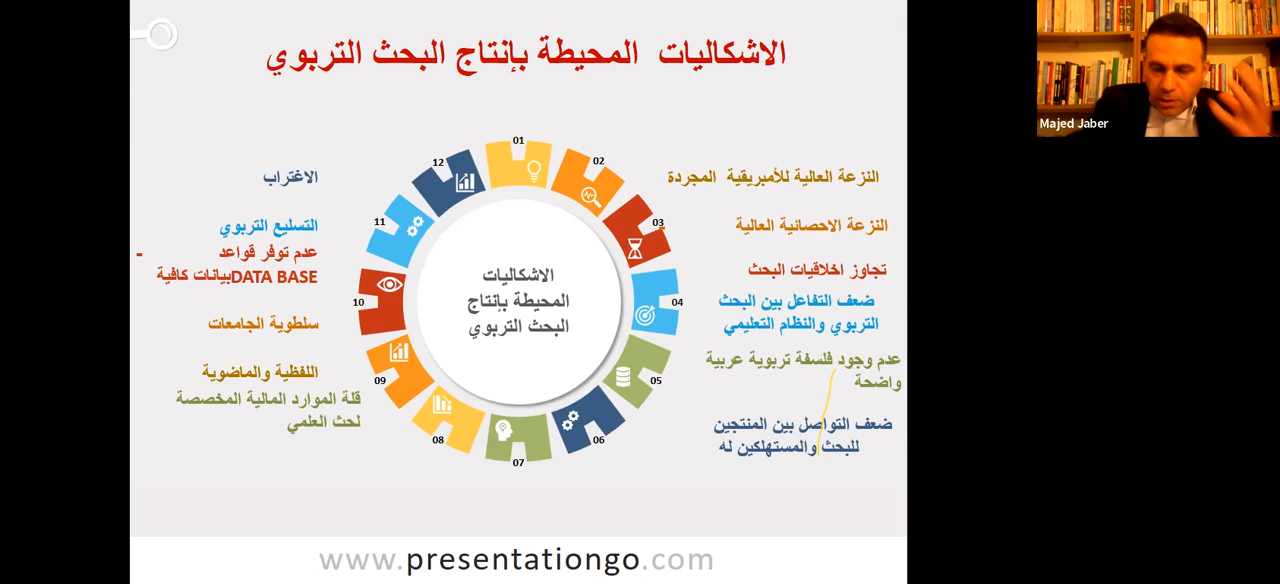 الاشكاليات المحيطة بإنتاج البحث التربوي
Majed Jaber
01
02
03
04
05
06
07
08
09
10
11
12
النزعة العالية للأمبريقية المجردة
النزعة الاحصائية العالية
تجاوز اخلاقيات البحث
ضعف التفاعل بين البحث
التربوي والنظام التعليمي
عدم وجود فلسفة تربوية عربية
واضحة
ضعف التواصل بين المنتجين
للبحث والمستهلكين له
الاشكاليات
المحيطة بإنتاج
البحث التربوي
الاغتراب
التسليع التربوي
- عدم توفر قواعد
DATA BASEبيانات كافية
سلطوية الجامعات
اللفظية والماضوية
قلة الموارد المالية المخصصة
لحث العلمي
www.presentationgo.com